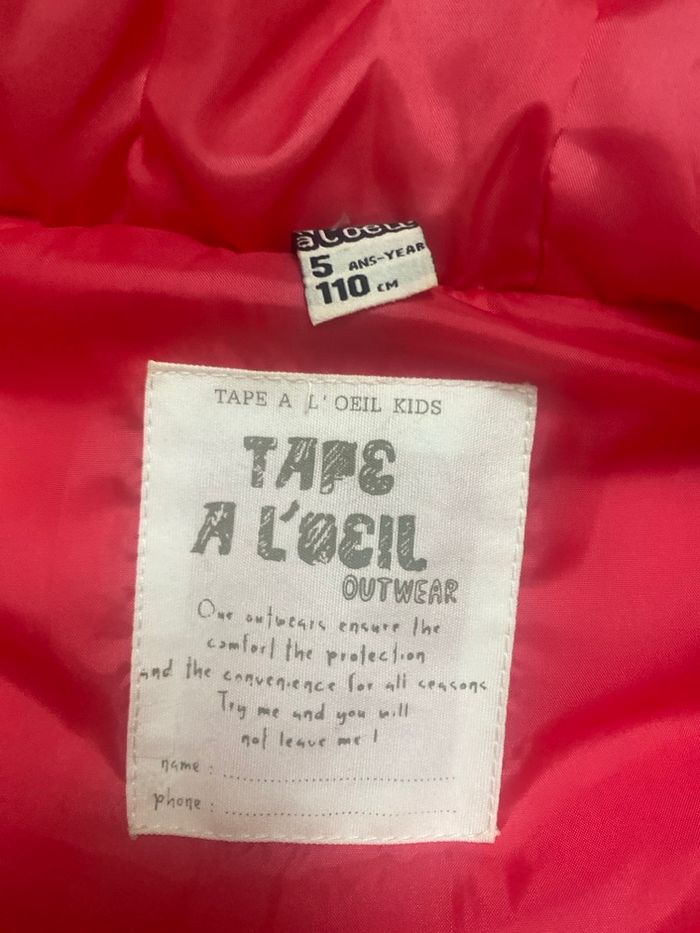 5 ANS-YEAR
110 CM
TAPE A L'OEIL KIDS
TAPE
A L'OEIL
OUTWEAR
Our outwears ensure the
comfort the protection
and the convenience for all seasons
Try me and you will
not leave me !
name :
phone :